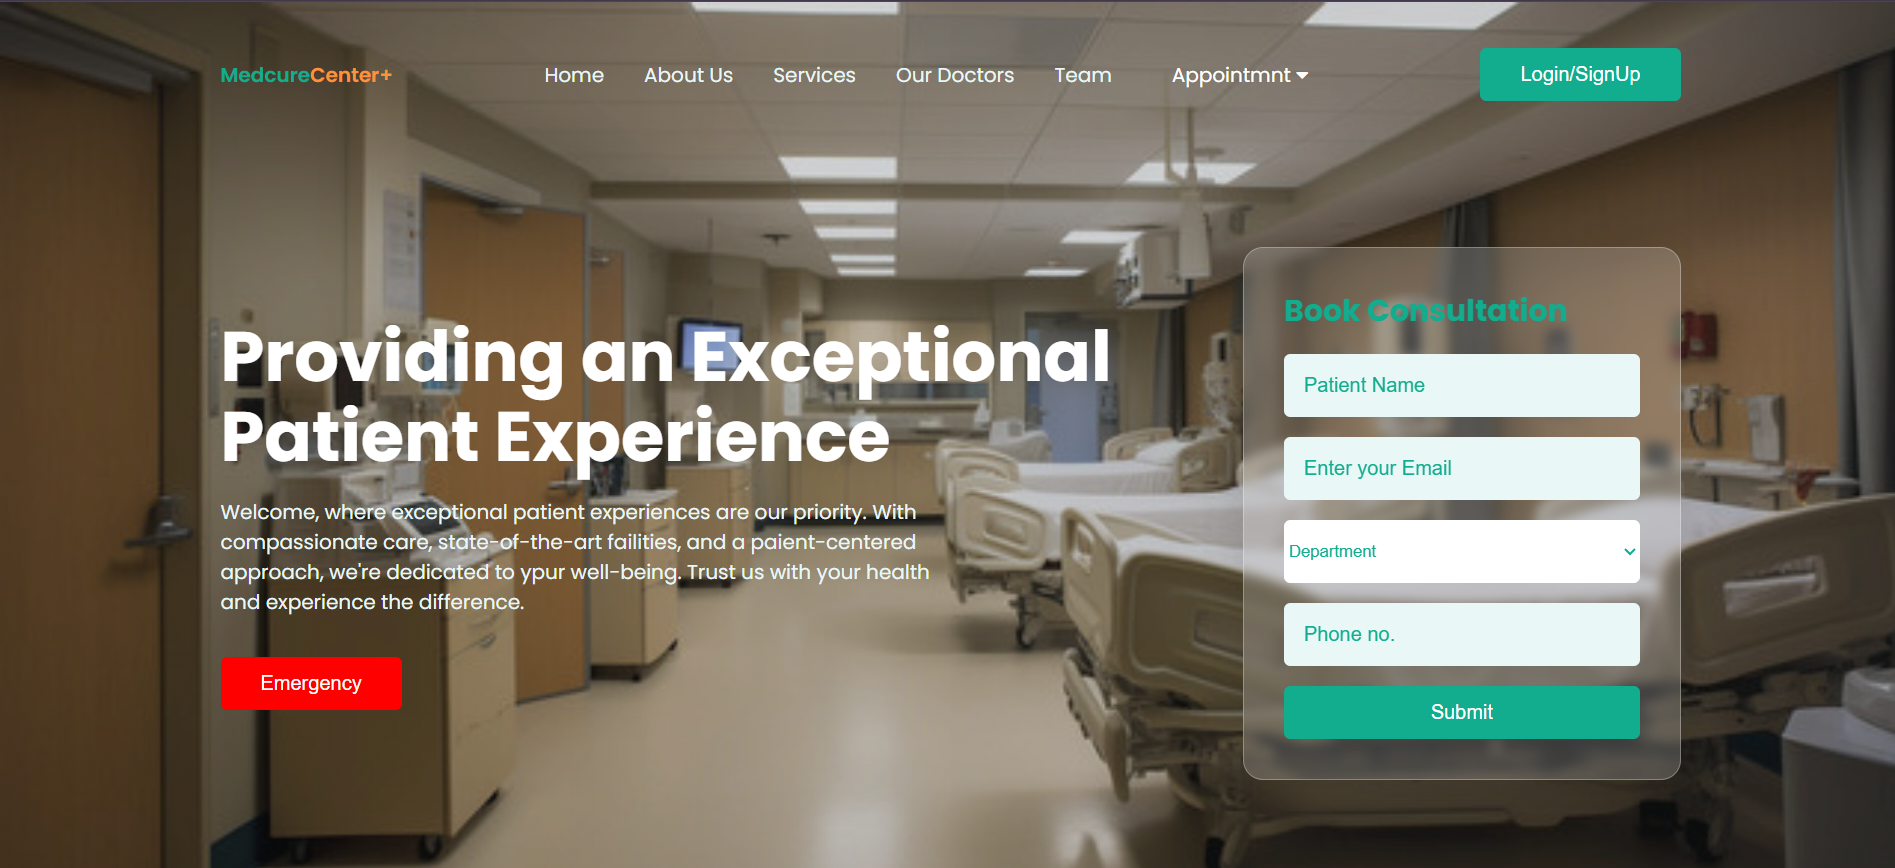 MedcureCenter+
Home
About Us
Services
Our Doctors
Team
Appointmnt
Login/SignUp
Providing an Exceptional
Patient Experience
Welcome, where exceptional patient experiences are our priority. With
compassionate care, state-of-the-art failities, and a paient-centered
approach, we're dedicated to ypur well-being. Trust us with your health
and experience the difference.
Emergency
Book Consultation
Patient Name
Enter your Email
Department
Phone no.
Submit